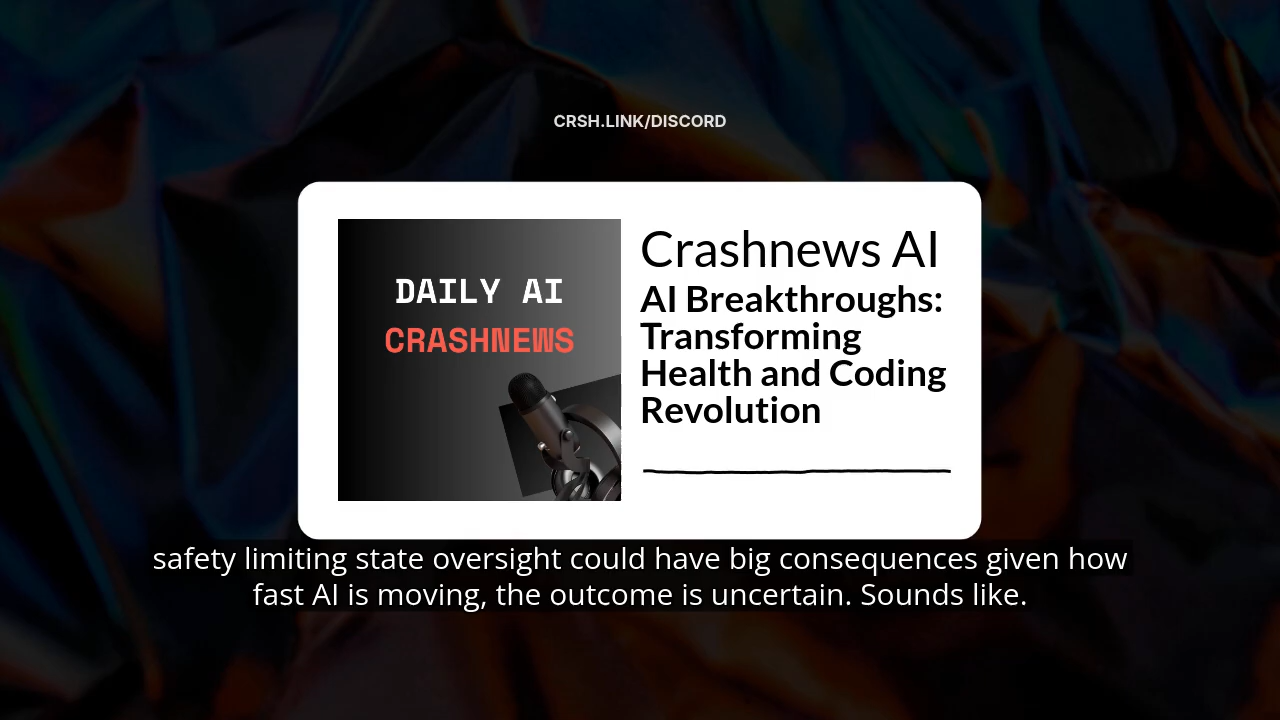 CRSH.LINK/DISCORD
DAILY AI
CRASHNEWS
Crashnews AI
AI Breakthroughs:
Transforming
Health and Coding
Revolution
safety limiting state oversight could have big consequences given how
fast AI is moving, the outcome is uncertain. Sounds like.